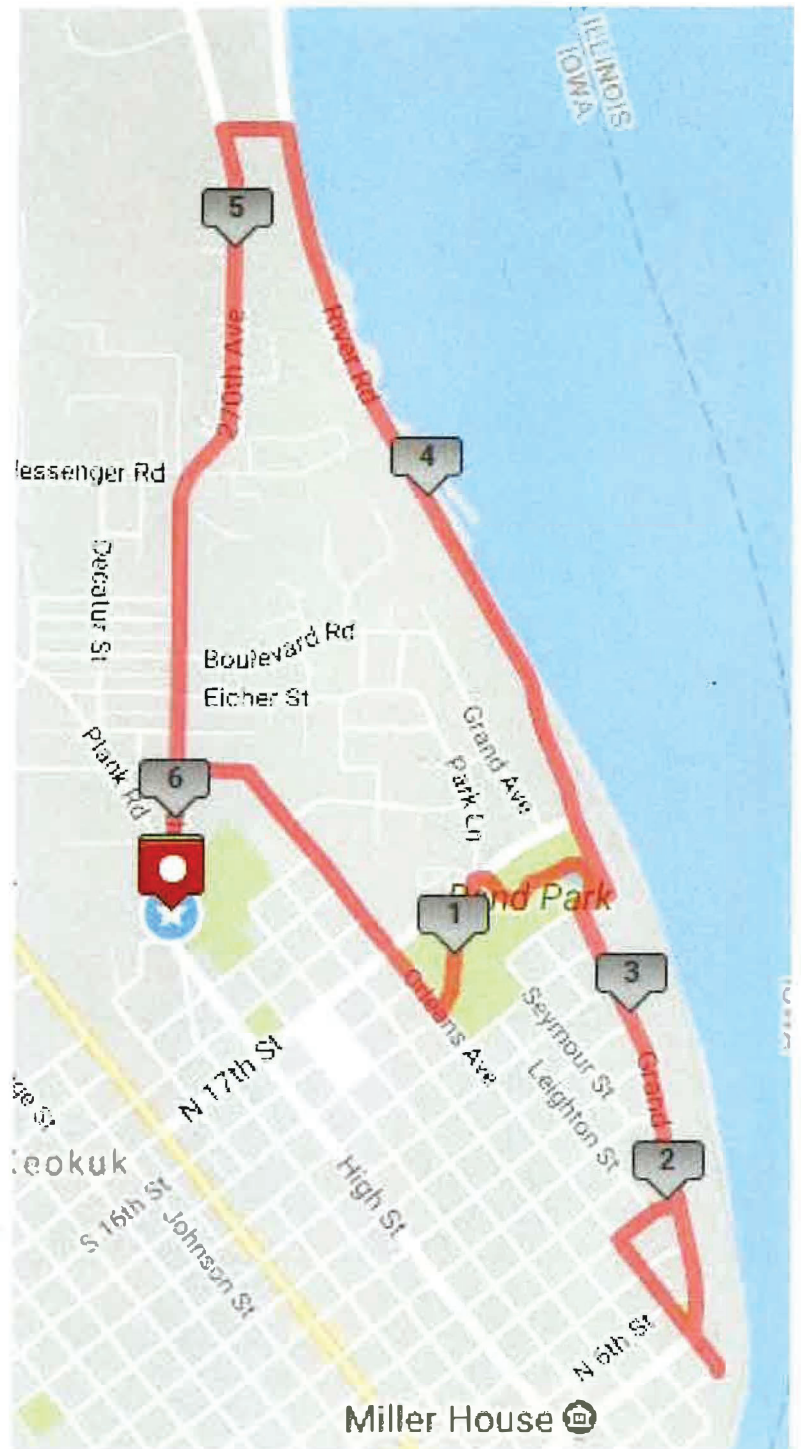 ILLINOIS
IOWA
5
270th Ave
River Rd
4
lessenger Rd
Decatur St
Boulevard Rd
Eicher St
Grand Ave
Park Ln
Plank Rd
6
Rand Park
1
3
Orleans Ave
Seymour St
Leighton St
Grand
N 17th St
2
eokuk
S 16th St
Johnson St
High St
N 6th St
Miller House